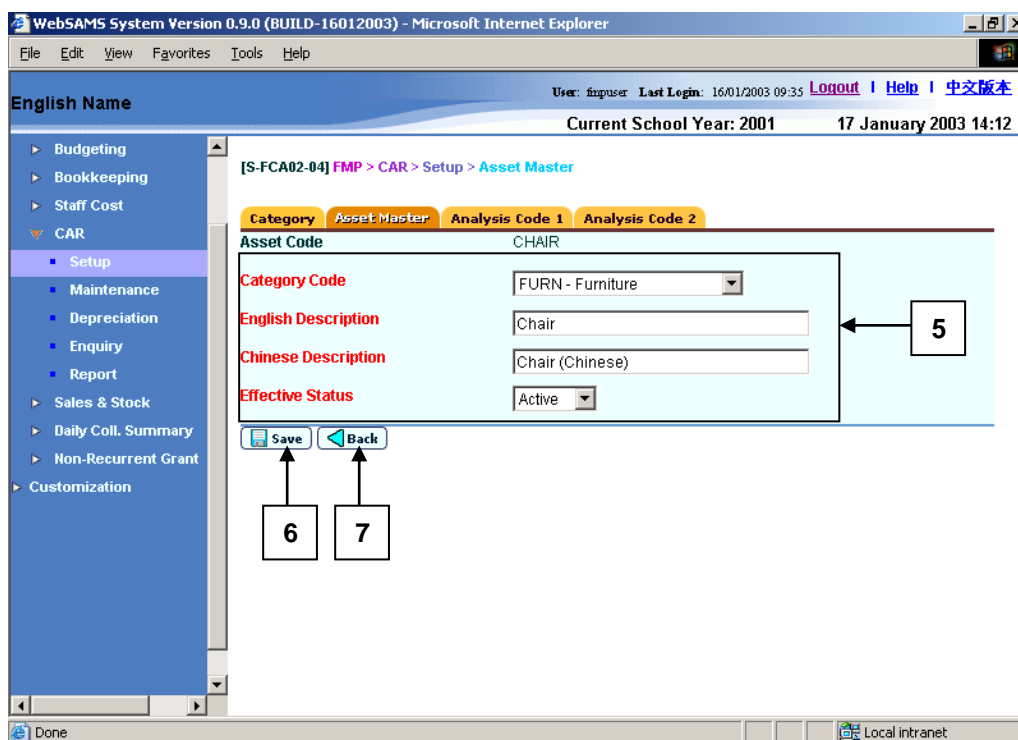 WebSAMS System Version 0.9.0 (BUILD-16012003) - Microsoft Internet Explorer
File Edit View Favorites Tools Help
English Name
User: fmpuser Last Login: 16/01/2003 09:35 Logout | Help | 中文版本
Current School Year: 2001 17 January 2003 14:12
Budgeting
Bookkeeping
Staff Cost
CAR
Setup
Maintenance
Depreciation
Enquiry
Report
Sales & Stock
Daily Coll. Summary
Non-Recurrent Grant
Customization
[S-FCA02-04] FMP > CAR > Setup > Asset Master
Category Asset Master Analysis Code 1 Analysis Code 2
Asset Code CHAIR
Category Code FURN - Furniture
English Description Chair
Chinese Description Chair (Chinese)
Effective Status Active
5
Save Back
6 7
Done Local intranet